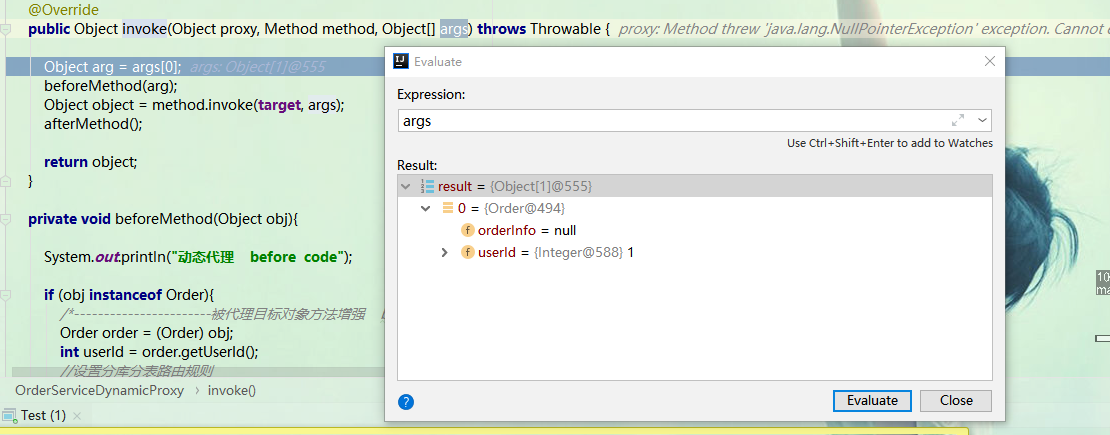 @Override
public Object invoke(Object proxy, Method method, Object[] args) throws Throwable { proxy: Method threw 'java.lang.NullPointerException' exception. Cannot
Object arg = args[0]; args: Object[1]@555
beforeMethod(arg);
Object object = method.invoke(target, args);
afterMethod();
return object;
}
private void beforeMethod(Object obj){
System.out.println("动态代理 before code");
if (obj instanceof Order){
/*-----------------------被代理目标对象方法增强
Order order = (Order) obj;
int userId = order.getUserId();
//设置分库分表路由规则
OrderServiceDynamicProxy › invoke()
Test (1) ×
Evaluate
Expression:
args
Use Ctrl+Shift+Enter to add to Watches
Result:
result = {Object[1]@555}
0 = {Order@494}
orderInfo = null
userId = {Integer@588} 1
?
Evaluate
Close